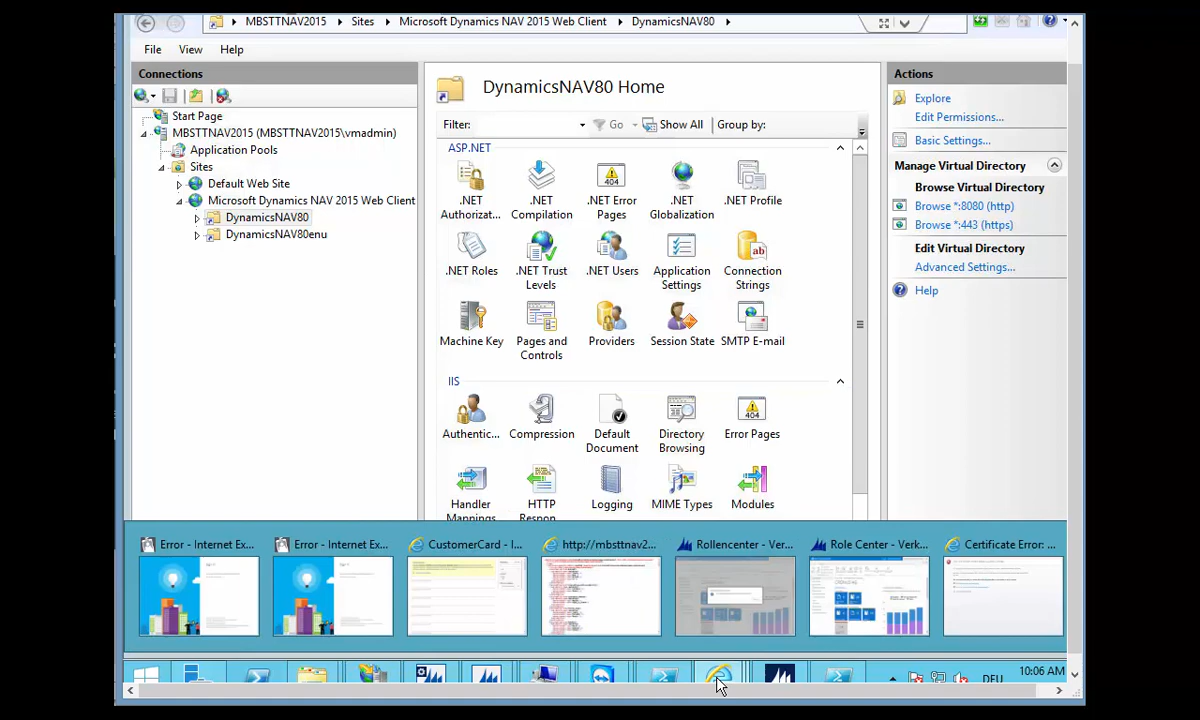 MBSTTNAV2015 Sites Microsoft Dynamics NAV 2015 Web Client DynamicsNAV80
File View Help
Connections
Start Page
MBSTTNAV2015 (MBSTTNAV2015\vmadmin)
Application Pools
Sites
Default Web Site
Microsoft Dynamics NAV 2015 Web Client
DynamicsNAV80
DynamicsNAV80enu
DynamicsNAV80 Home
Filter: Go Show All Group by:
ASP.NET
.NET Authorizat...
.NET Compilation
.NET Error Pages
.NET Globalization
.NET Profile
.NET Roles
.NET Trust Levels
.NET Users
Application Settings
Connection Strings
Machine Key
Pages and Controls
Providers
Session State
SMTP E-mail
IIS
Authentic...
Compression
Default Document
Directory Browsing
Error Pages
Handler Mappings
HTTP Respon...
Logging
MIME Types
Modules
Actions
Explore
Edit Permissions...
Basic Settings...
Manage Virtual Directory
Browse Virtual Directory
Browse *:8080 (http)
Browse *:443 (https)
Edit Virtual Directory
Advanced Settings...
Help
Error - Internet Ex...
Error - Internet Ex...
CustomerCard - I...
http://mbsttnav2...
Rollencenter - Ver...
Role Center - Verk...
Certificate Error: ...
DEU
10:06 AM